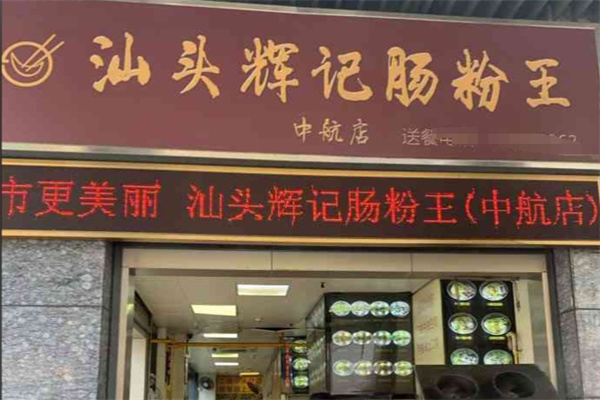 汕头辉记肠粉王
中航店 送餐电
市更美丽 汕头辉记肠粉王(中航店)